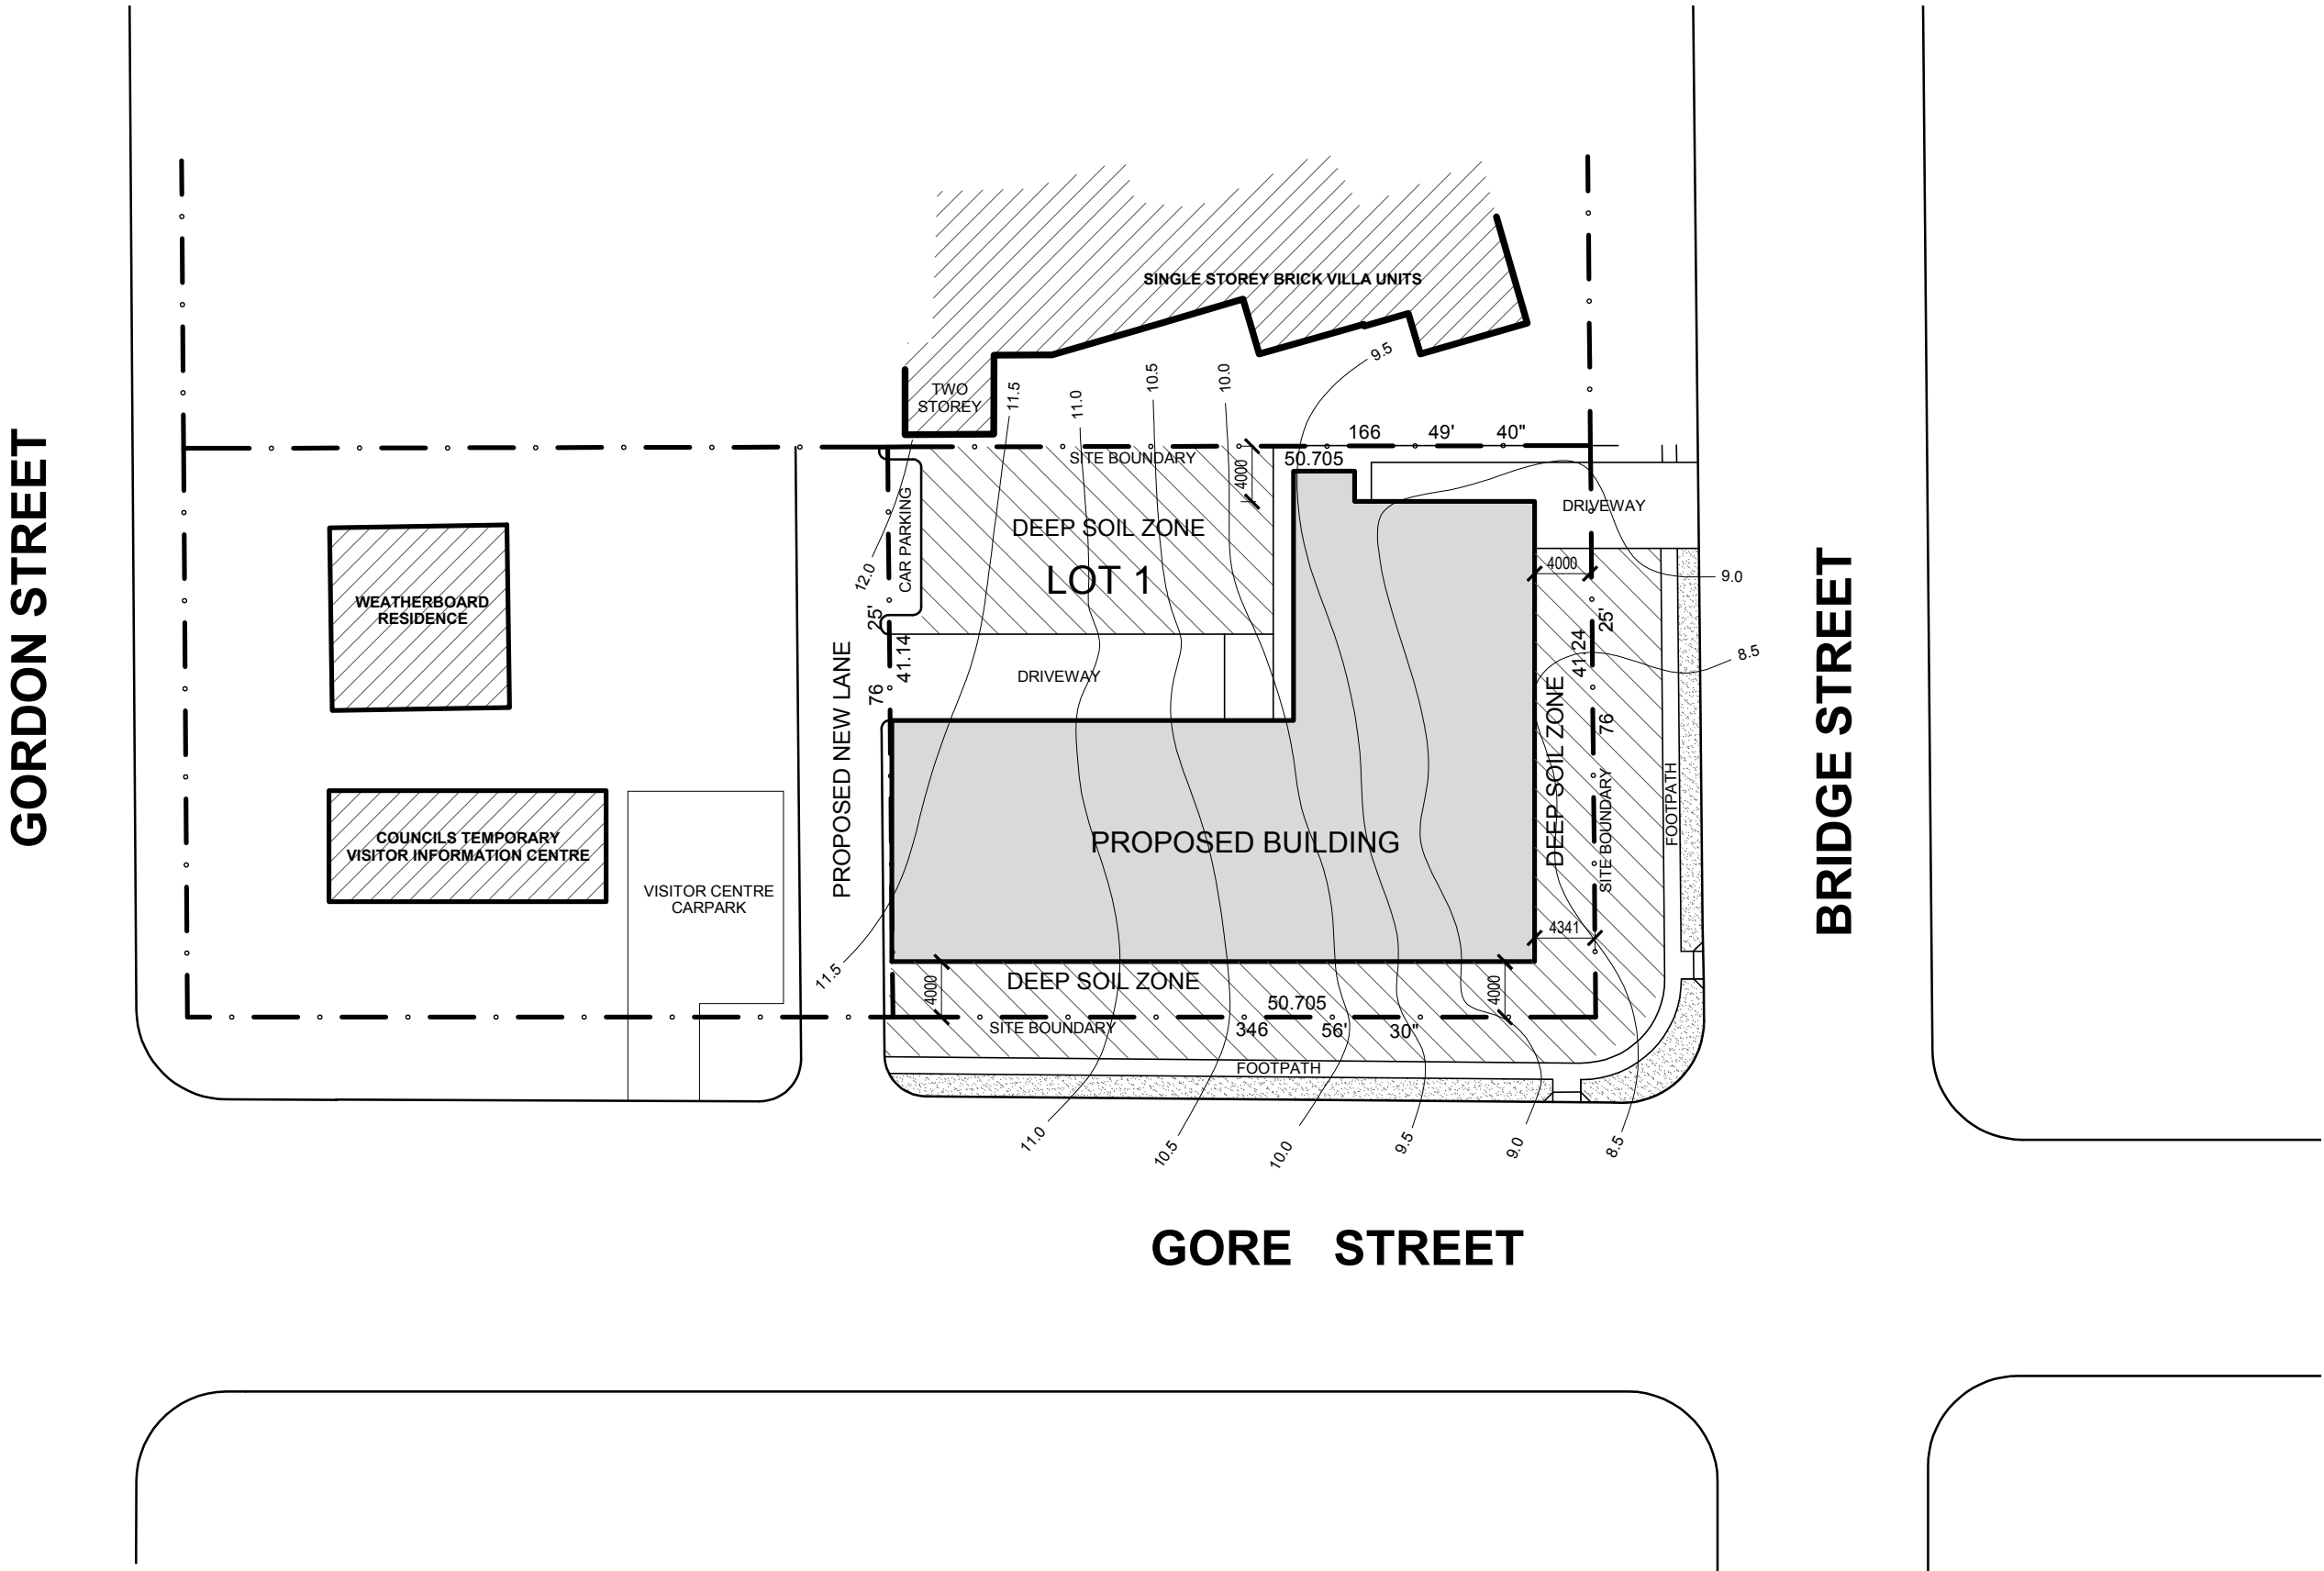 SINGLE STOREY BRICK VILLA UNITS
9.5
TWO
STOREY
11.5
11.0
10.5
10.0
166 49' 40"
SITE BOUNDARY
50.705
4000
CAR PARKING
DEEP SOIL ZONE
LOT 1
DRIVEWAY
4000
12.0
9.0
GORDON STREET
WEATHERBOARD
RESIDENCE
25'
41.14
76
PROPOSED NEW LANE
DRIVEWAY
25'
41.24
76
8.5
DEEP SOIL ZONE
SITE BOUNDARY
FOOTPATH
BRIDGE STREET
COUNCILS TEMPORARY
VISITOR INFORMATION CENTRE
VISITOR CENTRE
CARPARK
PROPOSED BUILDING
4341
11.5
4000
DEEP SOIL ZONE
4000
50.705
SITE BOUNDARY
346 56' 30"
FOOTPATH
11.0
10.5
10.0
9.5
9.0
8.5
GORE STREET